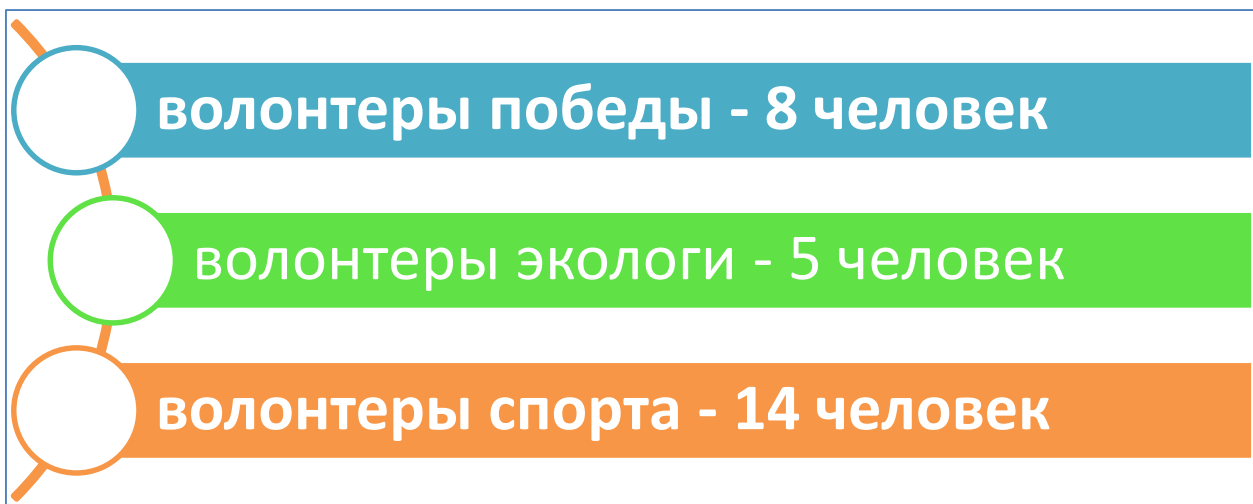 волонтеры победы - 8 человек
волонтеры экологи - 5 человек
волонтеры спорта - 14 человек